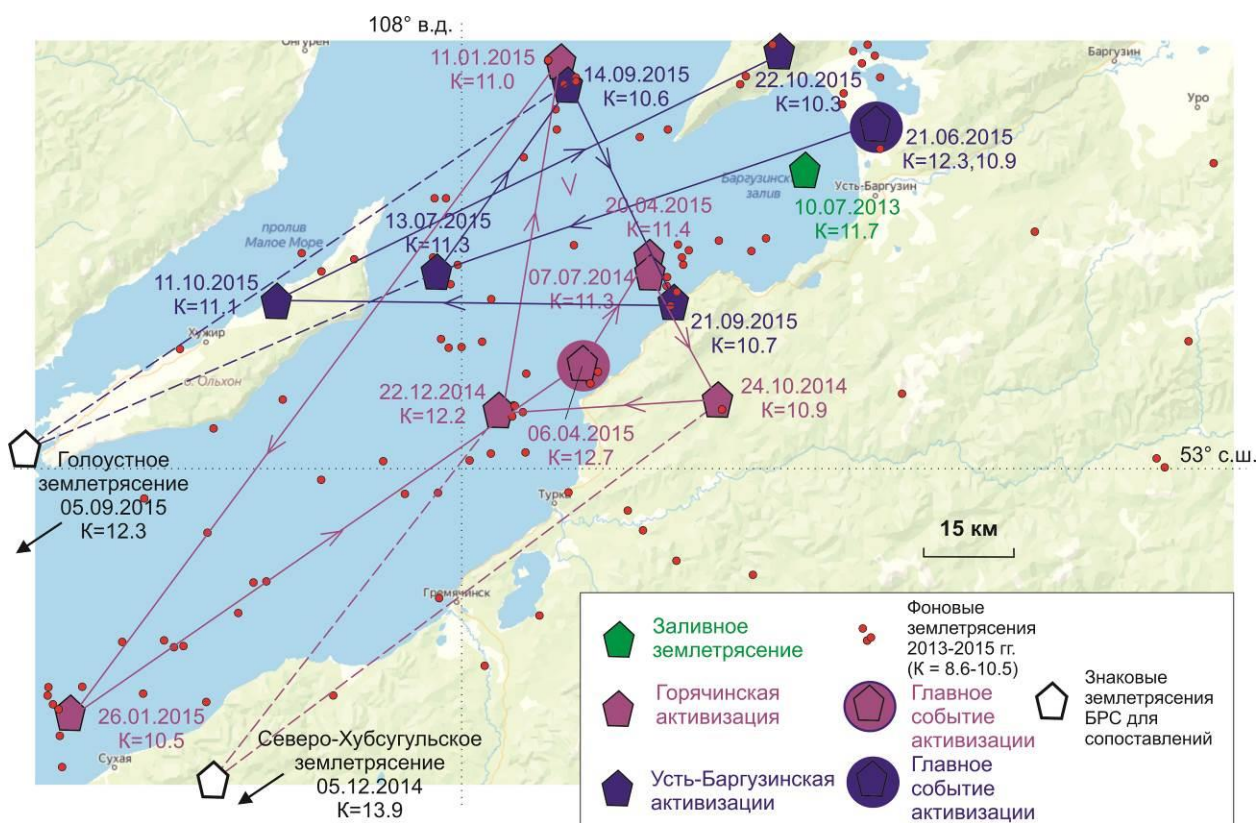 108° в.д.
Онгурен
Баргузин
Уро
11.01.2015
К=11.0
14.09.2015
К=10.6
22.10.2015
К=10.3
21.06.2015
К=12.3,10.9
Баргузинск
залив
Усть-Баргузин
10.07.2013
К=11.7
пролив
Малое Море
13.07.2015
К=11.3
20.04.2015
К=11.4
07.07.2014
К=11.3
11.10.2015
К=11.1
Хужир
о. Ольхон
21.09.2015
К=10.7
22.12.2014
К=12.2
24.10.2014
К=10.9
06.04.2015
К=12.7
53° с.ш.
Голоустное
землетрясение
05.09.2015
К=12.3
Турка
15 км
Гремячинск
26.01.2015
К=10.5
Сухая
Северо-Хубсугульское
землетрясение
05.12.2014
К=13.9
Заливное
землетрясение
Горячинская
активизация
Усть-Баргузинская
активизации
Фоновые
землетрясения
2013-2015 гг.
(К = 8.6-10.5)
Главное
событие
активизации
Главное
событие
активизации
Знаковые
землетрясения
БРС для
сопоставлений